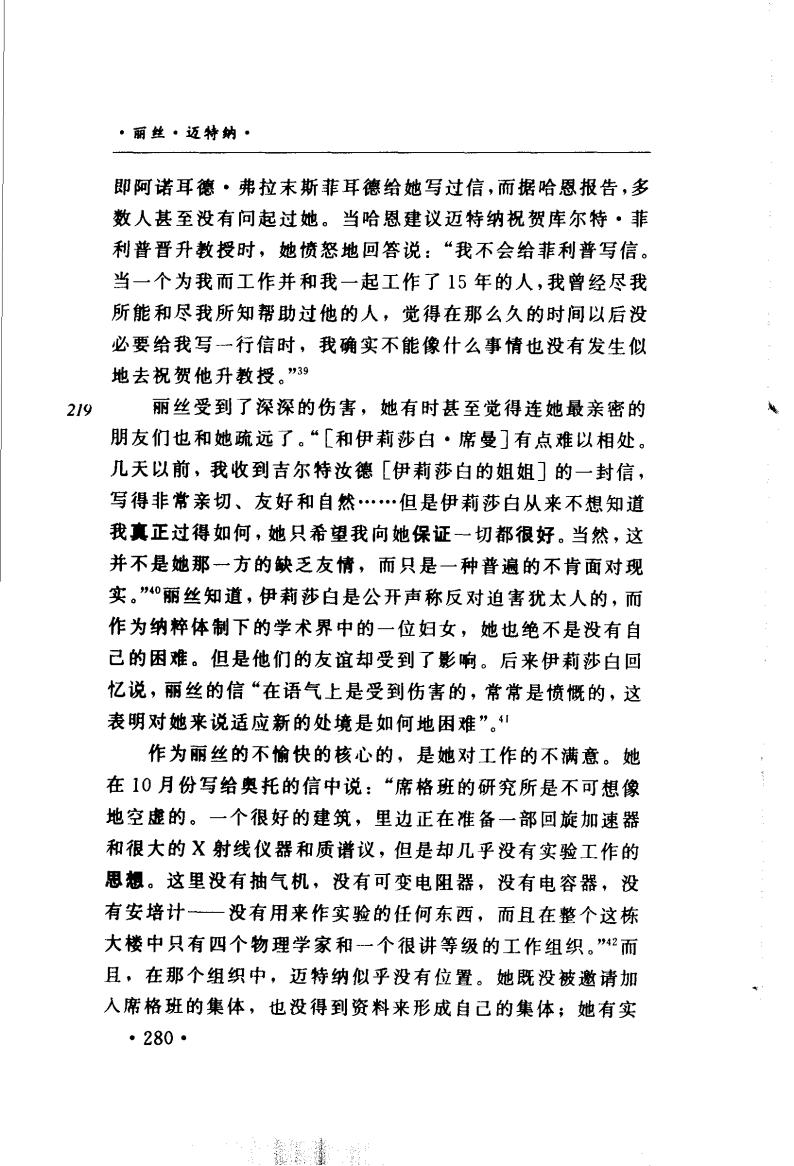 ·丽丝·迈特纳·
即阿诺耳德·弗拉末斯菲耳德给她写过信，而据哈恩报告，多
数人甚至没有问起过她。当哈恩建议迈特纳祝贺库尔特·菲
利普晋升教授时，她愤怒地回答说：“我不会给菲利普写信。
当一个为我而工作并和我一起工作了 15 年的人，我曾经尽我
所能和尽我所知帮助过他的人，觉得在那么久的时间以后没
必要给我写一行信时，我确实不能像什么事情也没有发生似
地去祝贺他升教授。”39
219 丽丝受到了深深的伤害，她有时甚至觉得连她最亲密的
朋友们也和她疏远了。“[和伊莉莎白·席曼]有点难以相处。
几天以前，我收到吉尔特汝德[伊莉莎白的姐姐]的一封信，
写得非常亲切、友好和自然……但是伊莉莎白从来不想知道
我真正过得如何，她只希望我向她保证一切都很好。当然，这
并不是她那一方的缺乏友情，而只是一种普遍的不肯面对现
实。”40丽丝知道，伊莉莎白是公开声称反对迫害犹太人的，而
作为纳粹体制下的学术界中的一位妇女，她也绝不是没有自
己的困难。但是他们的友谊却受到了影响。后来伊莉莎白回
忆说，丽丝的信“在语气上是受到伤害的，常常是愤慨的，这
表明对她来说适应新的处境是如何地困难”。41
作为丽丝的不愉快的核心的，是她对工作的不满意。她
在 10 月份写给奥托的信中说：“席格班的研究所是不可想像
地空虚的。一个很好的建筑，里边正在准备一部回旋加速器
和很大的 X 射线仪器和质谱议，但是却几乎没有实验工作的
思想。这里没有抽气机，没有可变电阻器，没有电容器，没
有安培计——没有用来作实验的任何东西，而且在整个这栋
大楼中只有四个物理学家和一个很讲等级的工作组织。”42而
且，在那个组织中，迈特纳似乎没有位置。她既没被邀请加
入席格班的集体，也没得到资料来形成自己的集体；她有实
·280·